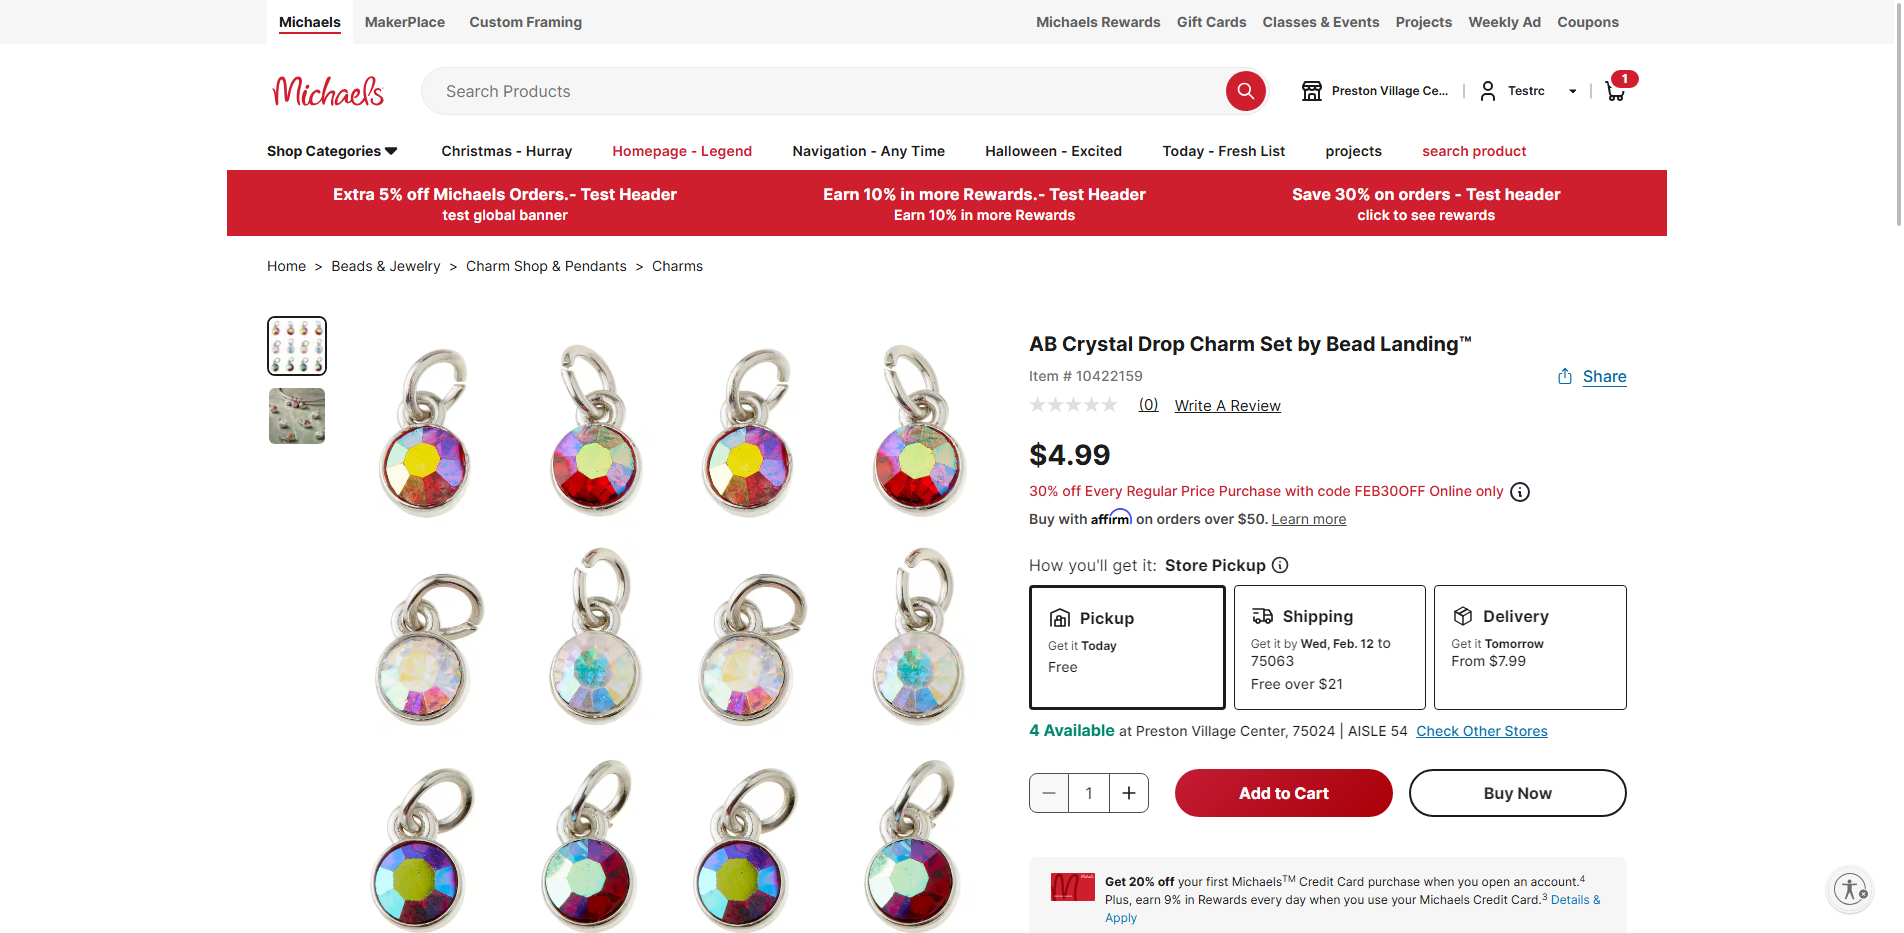 Michaels
MakerPlace
Custom Framing
Michaels Rewards
Gift Cards
Classes & Events
Projects
Weekly Ad
Coupons
Michaels
Search Products
Preston Village Ce...
Testrc
1
Shop Categories
Christmas - Hurray
Homepage - Legend
Navigation - Any Time
Halloween - Excited
Today - Fresh List
projects
search product
Extra 5% off Michaels Orders.- Test Header
test global banner
Earn 10% in more Rewards.- Test Header
Earn 10% in more Rewards
Save 30% on orders - Test header
click to see rewards
Home > Beads & Jewelry > Charm Shop & Pendants > Charms
AB Crystal Drop Charm Set by Bead Landing™
Item # 10422159
Share
(0) Write A Review
$4.99
30% off Every Regular Price Purchase with code FEB30OFF Online only
Buy with affirm on orders over $50. Learn more
How you'll get it: Store Pickup
Pickup
Get it Today
Free
Shipping
Get it by Wed, Feb. 12 to
75063
Free over $21
Delivery
Get it Tomorrow
From $7.99
4 Available at Preston Village Center, 75024 | AISLE 54 Check Other Stores
1
Add to Cart
Buy Now
Get 20% off your first Michaels™ Credit Card purchase when you open an account.⁴
Plus, earn 9% in Rewards every day when you use your Michaels Credit Card.³ Details &
Apply